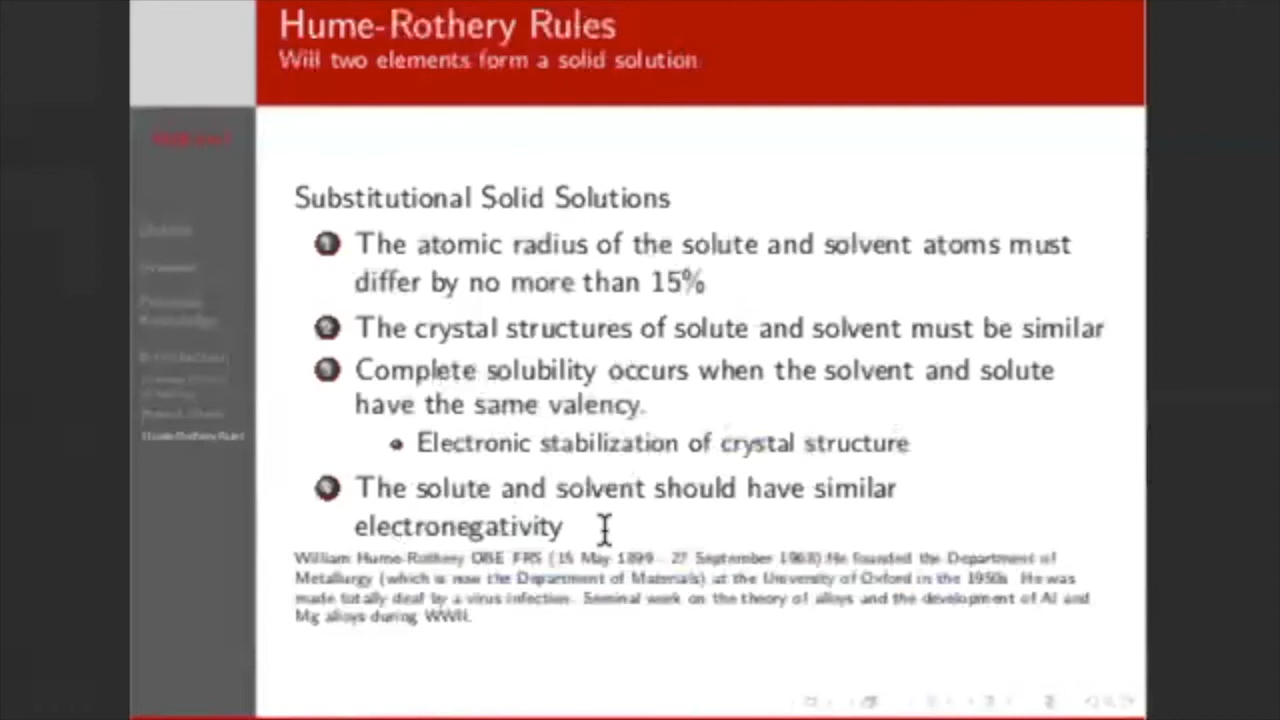 Hume-Rothery Rules
Will two elements form a solid solution
Substitutional Solid Solutions
1 The atomic radius of the solute and solvent atoms must
differ by no more than 15%
2 The crystal structures of solute and solvent must be similar
3 Complete solubility occurs when the solvent and solute
have the same valency.
Electronic stabilization of crystal structure
4 The solute and solvent should have similar
electronegativity
William Hume-Rothery OBE FRS (15 May 1899 - 27 September 1968) He founded the Department of
Metallurgy (which is now the Department of Materials) at the University of Oxford in the 1950s. He was
made totally deaf by a virus infection. Seminal work on the theory of alloys and the development of Al and
Mg alloys during WWII.
Hume-Rothery Rules